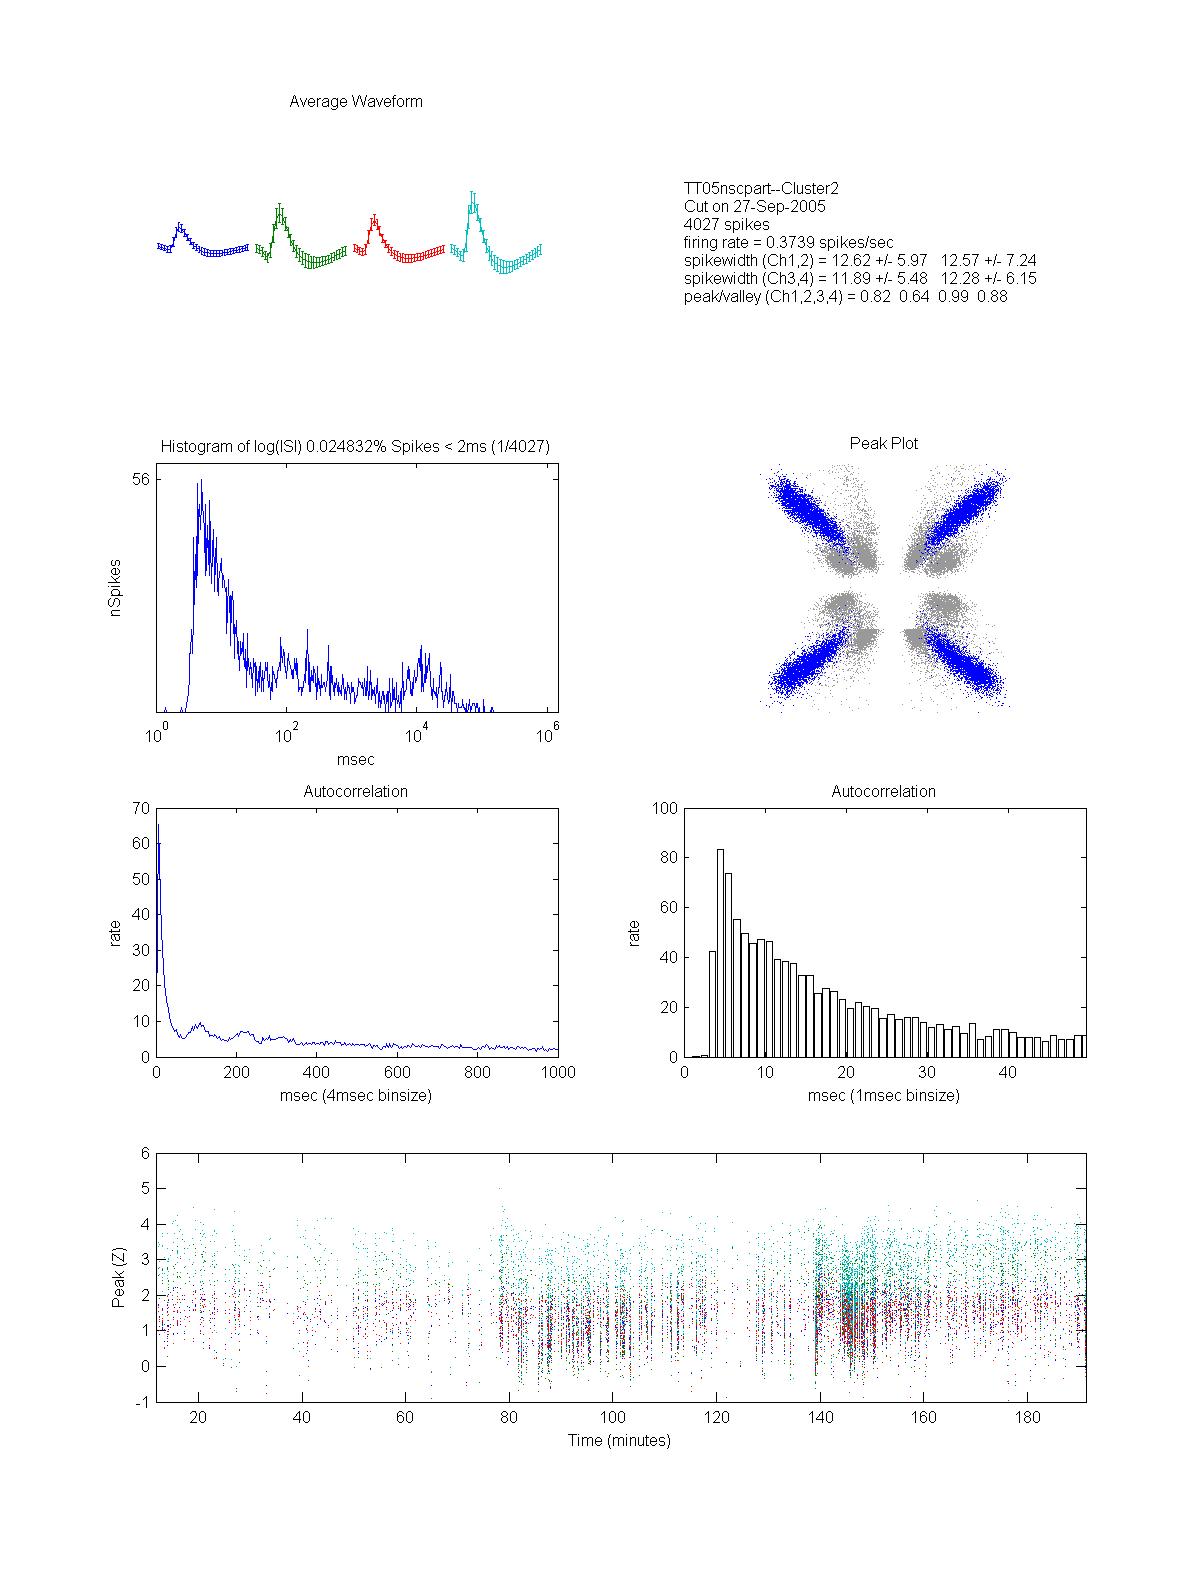 Average Waveform
TT05nscpart--Cluster2
Cut on 27-Sep-2005
4027 spikes
firing rate = 0.3739 spikes/sec
spikewidth (Ch1,2) = 12.62 +/- 5.97   12.57 +/- 7.24
spikewidth (Ch3,4) = 11.89 +/- 5.48   12.28 +/- 6.15
peak/valley (Ch1,2,3,4) = 0.82  0.64  0.99  0.88
Histogram of log(ISI) 0.024832% Spikes < 2ms (1/4027)
56
nSpikes
10^0 10^2 10^4 10^6
msec
Peak Plot
Autocorrelation
70
60
50
40
30
20
10
0
rate
0 200 400 600 800 1000
msec (4msec binsize)
Autocorrelation
100
80
60
40
20
0
rate
0 10 20 30 40
msec (1msec binsize)
6
5
4
3
2
1
0
-1
Peak (Z)
20 40 60 80 100 120 140 160 180
Time (minutes)